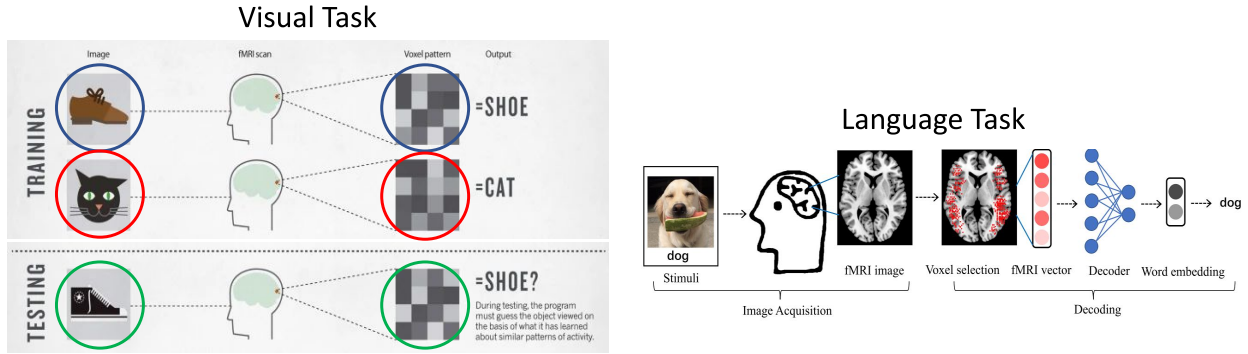 Visual Task
Image
fMRI scan
Voxel pattern
Output
TRAINING
=SHOE
=CAT
TESTING
=SHOE?
During testing, the program
must guess the object viewed on
the basis of what it has learned
about similar patterns of activity.
Language Task
dog
Stimuli
fMRI image
Voxel selection
fMRI vector
Decoder
Word embedding
dog
Image Acquisition
Decoding